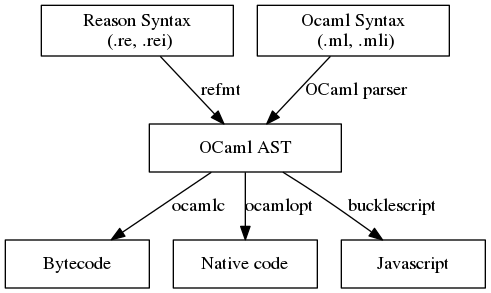 Reason Syntax
(.re, .rei)
Ocaml Syntax
(.ml, .mli)
refmt
OCaml parser
OCaml AST
ocamlc
ocamlopt
bucklescript
Bytecode
Native code
Javascript